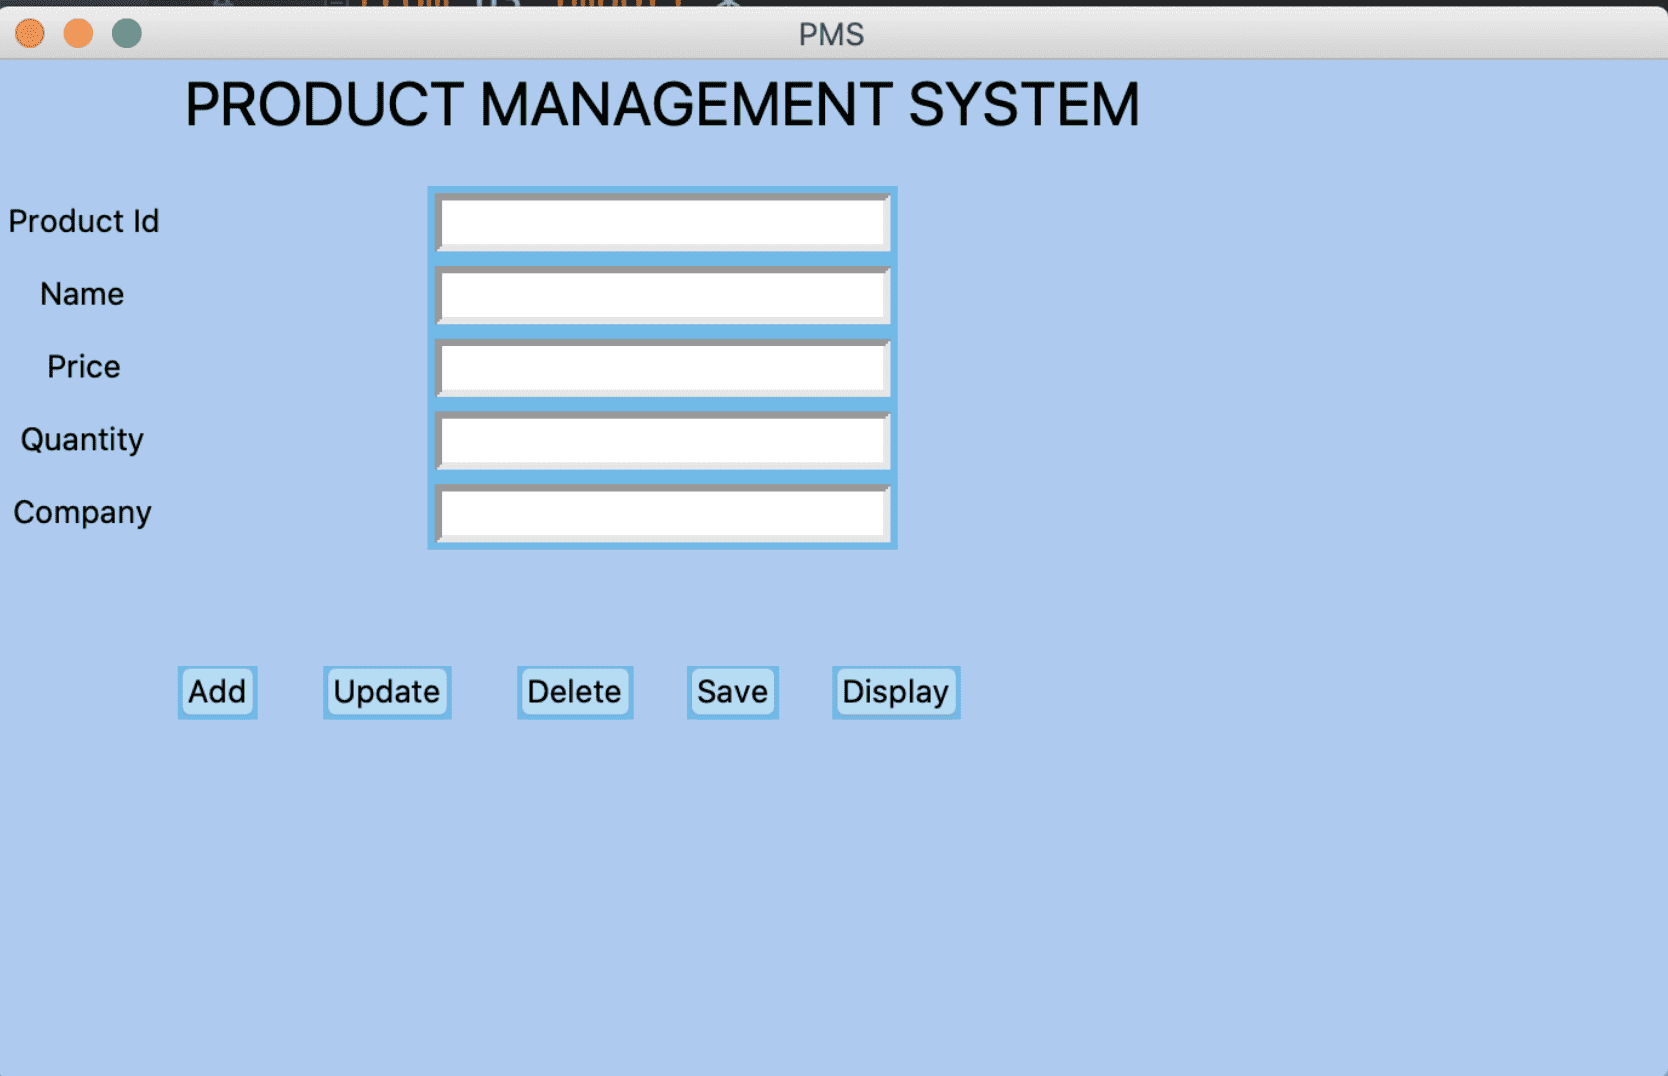 PMS
PRODUCT MANAGEMENT SYSTEM
Product Id
Name
Price
Quantity
Company
Add Update Delete Save Display